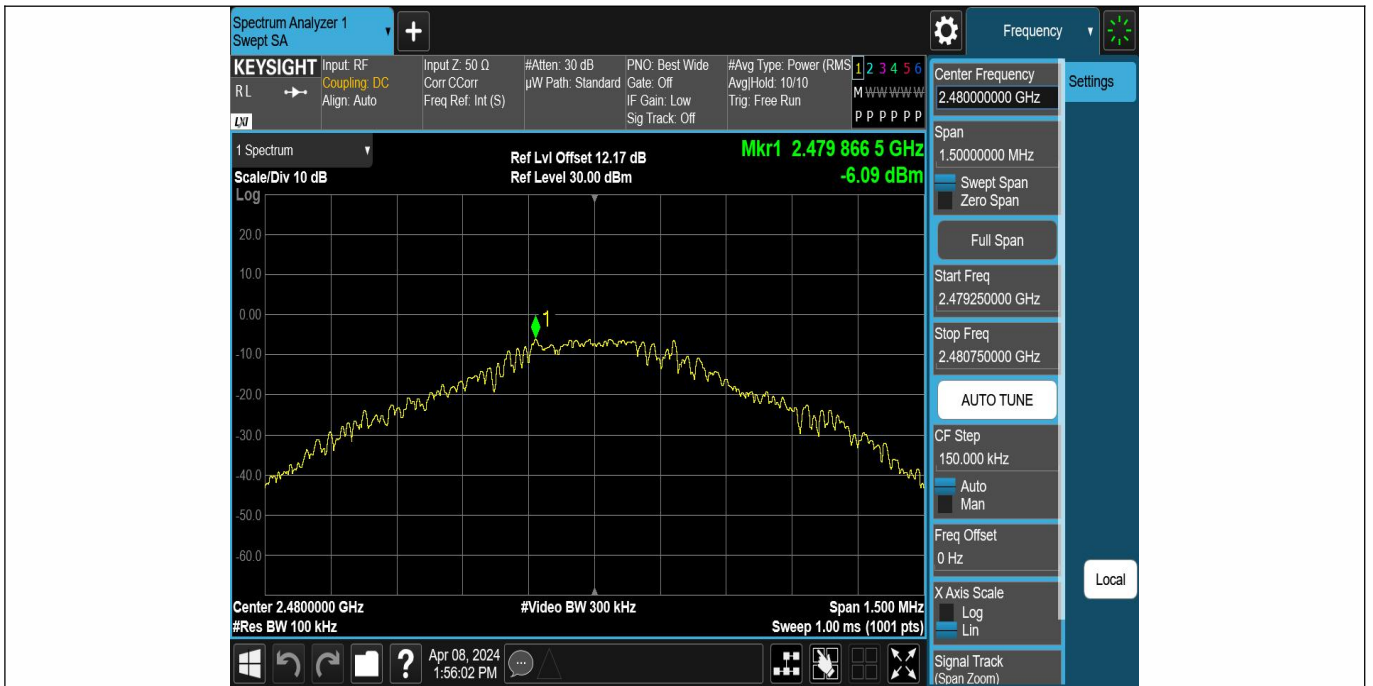 Spectrum Analyzer 1
Swept SA
+
Frequency
KEYSIGHT
RL
LXI
Input: RF
Coupling: DC
Align: Auto
Input Z: 50 Ω
Corr CCorr
Freq Ref: Int (S)
#Atten: 30 dB
µW Path: Standard
PNO: Best Wide
Gate: Off
IF Gain: Low
Sig Track: Off
#Avg Type: Power (RMS
Avg|Hold: 10/10
Trig: Free Run
1 2 3 4 5 6
M W W W W W
P P P P P P
1 Spectrum
Scale/Div 10 dB
Log
Ref Lvl Offset 12.17 dB
Ref Level 30.00 dBm
Mkr1 2.479 866 5 GHz
-6.09 dBm
20.0
10.0
0.00
1
-10.0
-20.0
-30.0
-40.0
-50.0
-60.0
Center 2.4800000 GHz
#Video BW 300 kHz
Span 1.500 MHz
#Res BW 100 kHz
Sweep 1.00 ms (1001 pts)
Center Frequency
2.480000000 GHz
Settings
Span
1.50000000 MHz
Swept Span
Zero Span
Full Span
Start Freq
2.479250000 GHz
Stop Freq
2.480750000 GHz
AUTO TUNE
CF Step
150.000 kHz
Auto
Man
Freq Offset
0 Hz
Local
X Axis Scale
Log
Lin
Signal Track
(Span Zoom)
?
Apr 08, 2024
1:56:02 PM